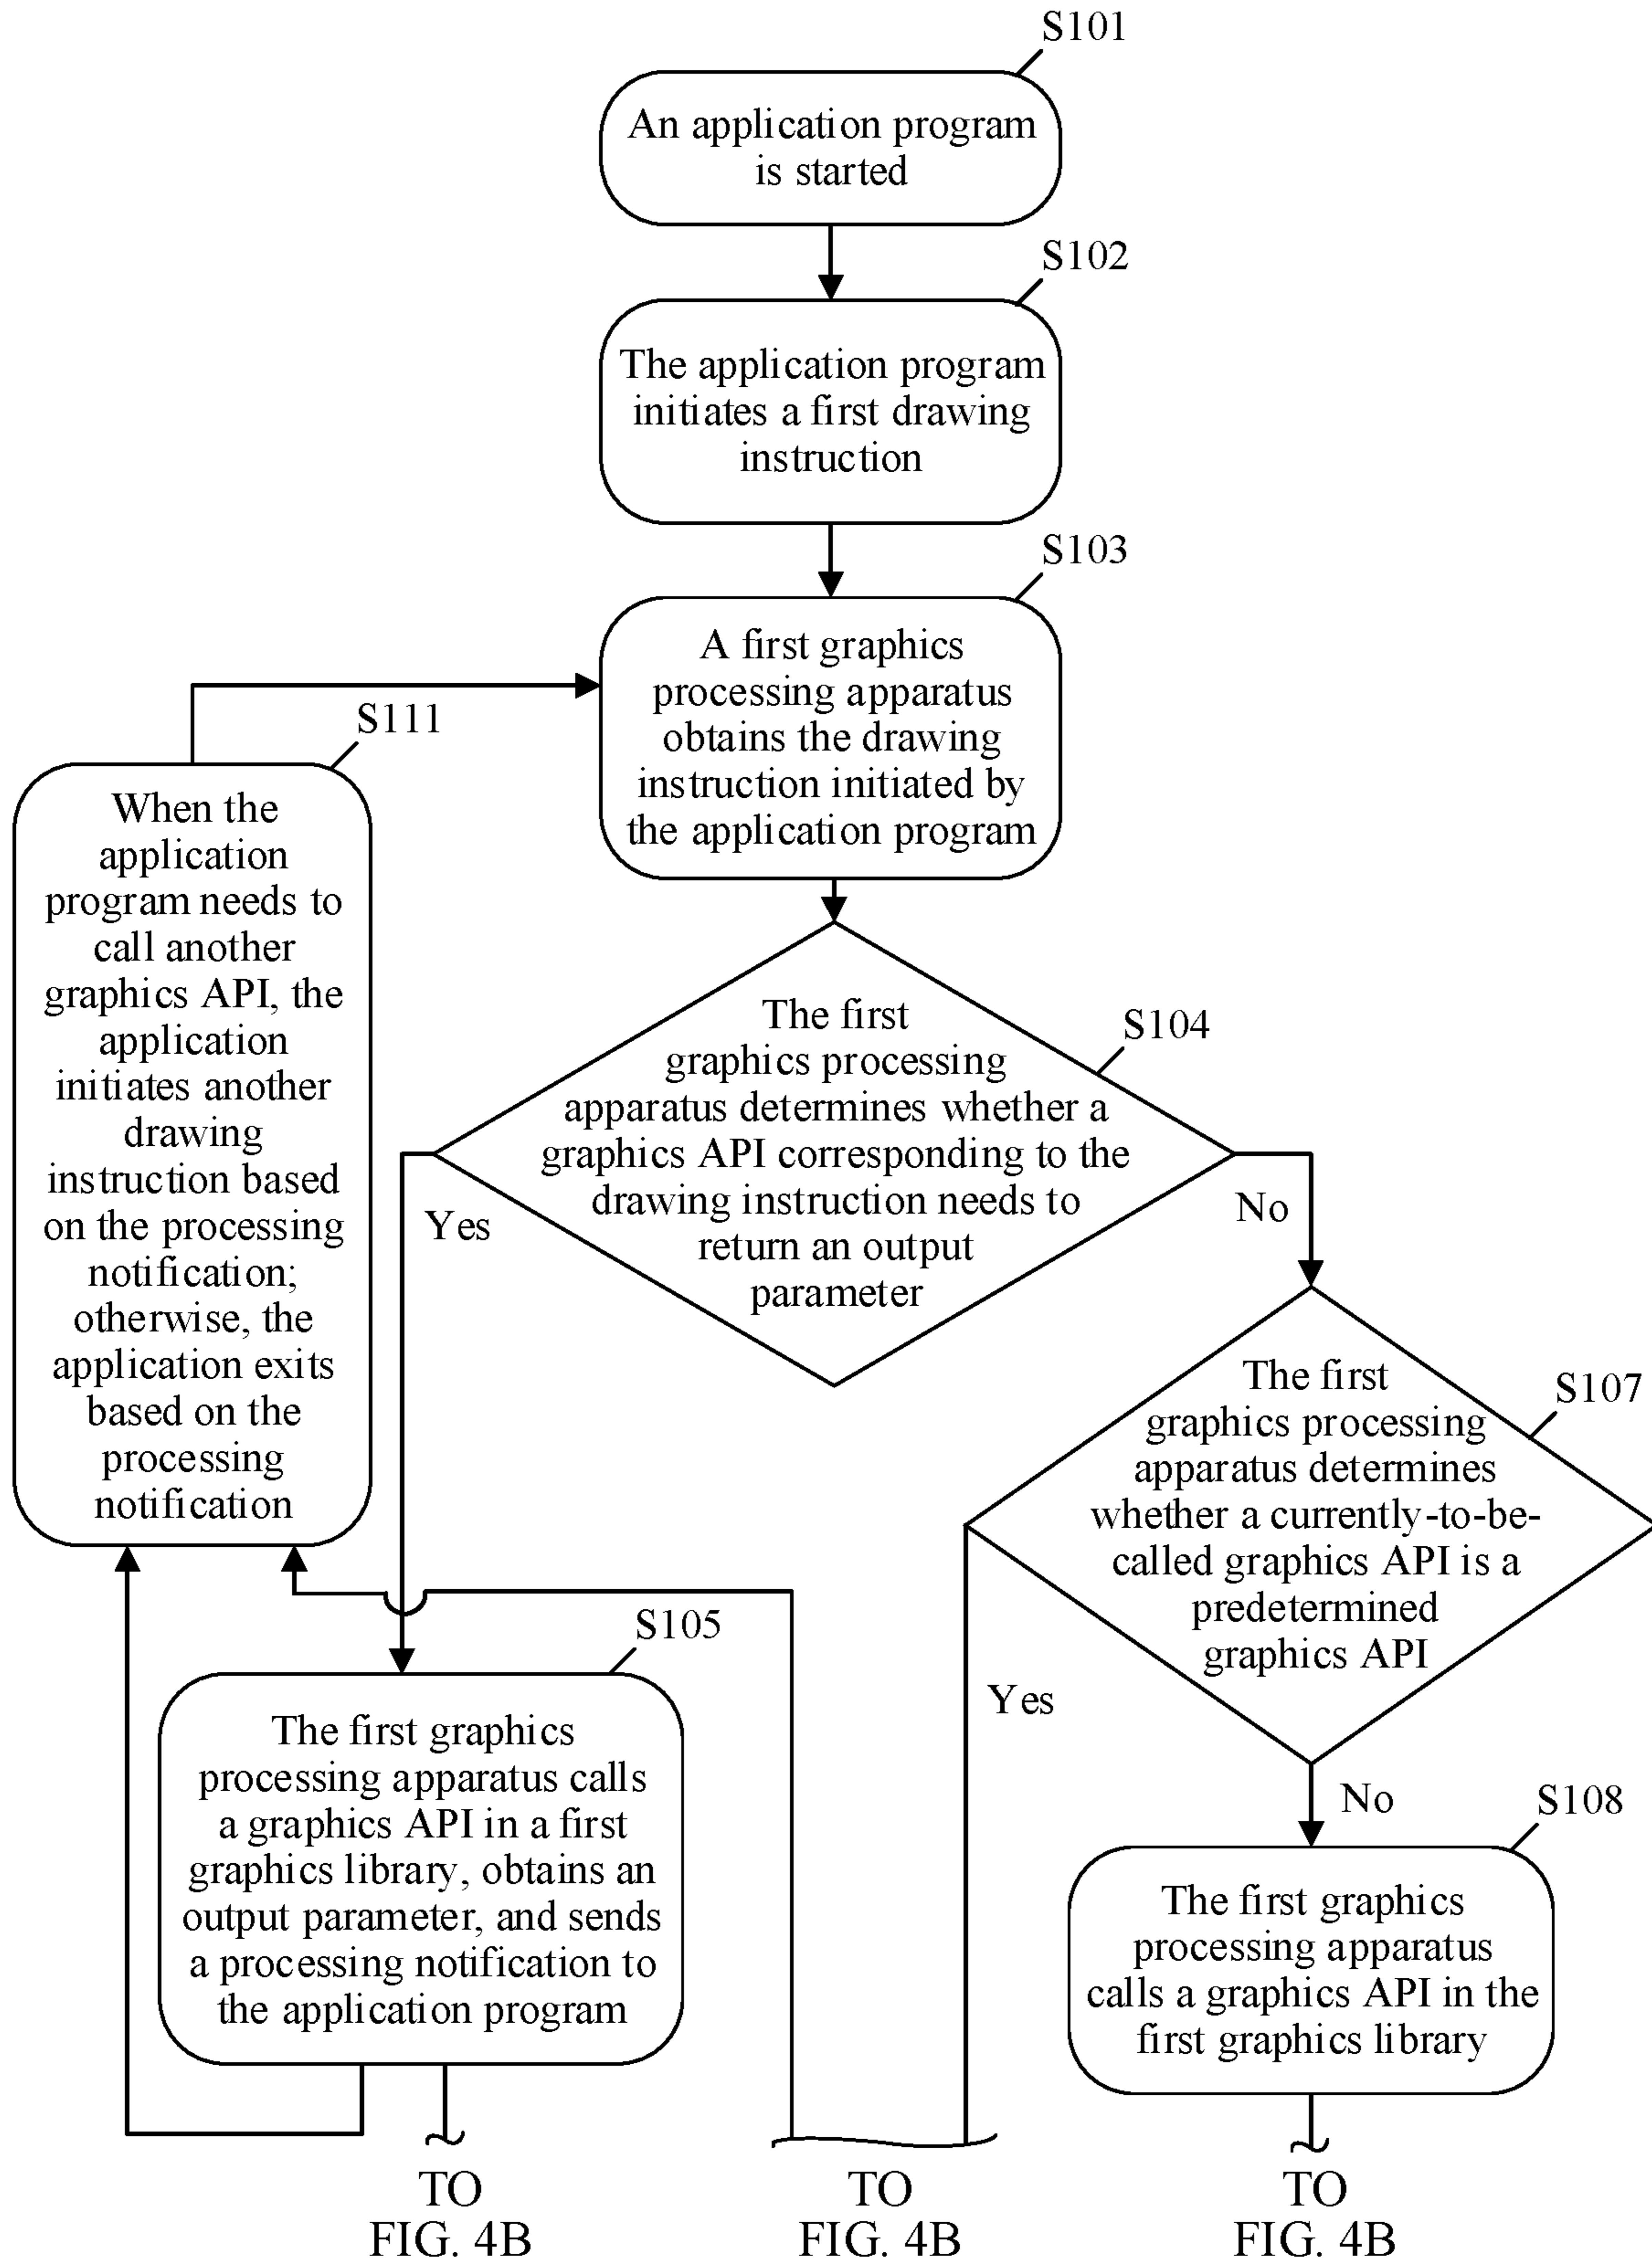 S101
An application program
is started
S102
The application program
initiates a first drawing
instruction
S103
A first graphics
processing apparatus
obtains the drawing
instruction initiated by
the application program
S111
When the
application
program needs to
call another
graphics API, the
application
initiates another
drawing
instruction based
on the processing
notification;
otherwise, the
application exits
based on the
processing
notification
S104
The first
graphics processing
apparatus determines whether a
graphics API corresponding to the
drawing instruction needs to
return an output
parameter
Yes
No
S107
The first
graphics processing
apparatus determines
whether a currently-to-be-
called graphics API is a
predetermined
graphics API
Yes
No
S105
The first graphics
processing apparatus calls
a graphics API in a first
graphics library, obtains an
output parameter, and sends
a processing notification to
the application program
S108
The first graphics
processing apparatus
calls a graphics API in the
first graphics library
TO
FIG. 4B
TO
FIG. 4B
TO
FIG. 4B